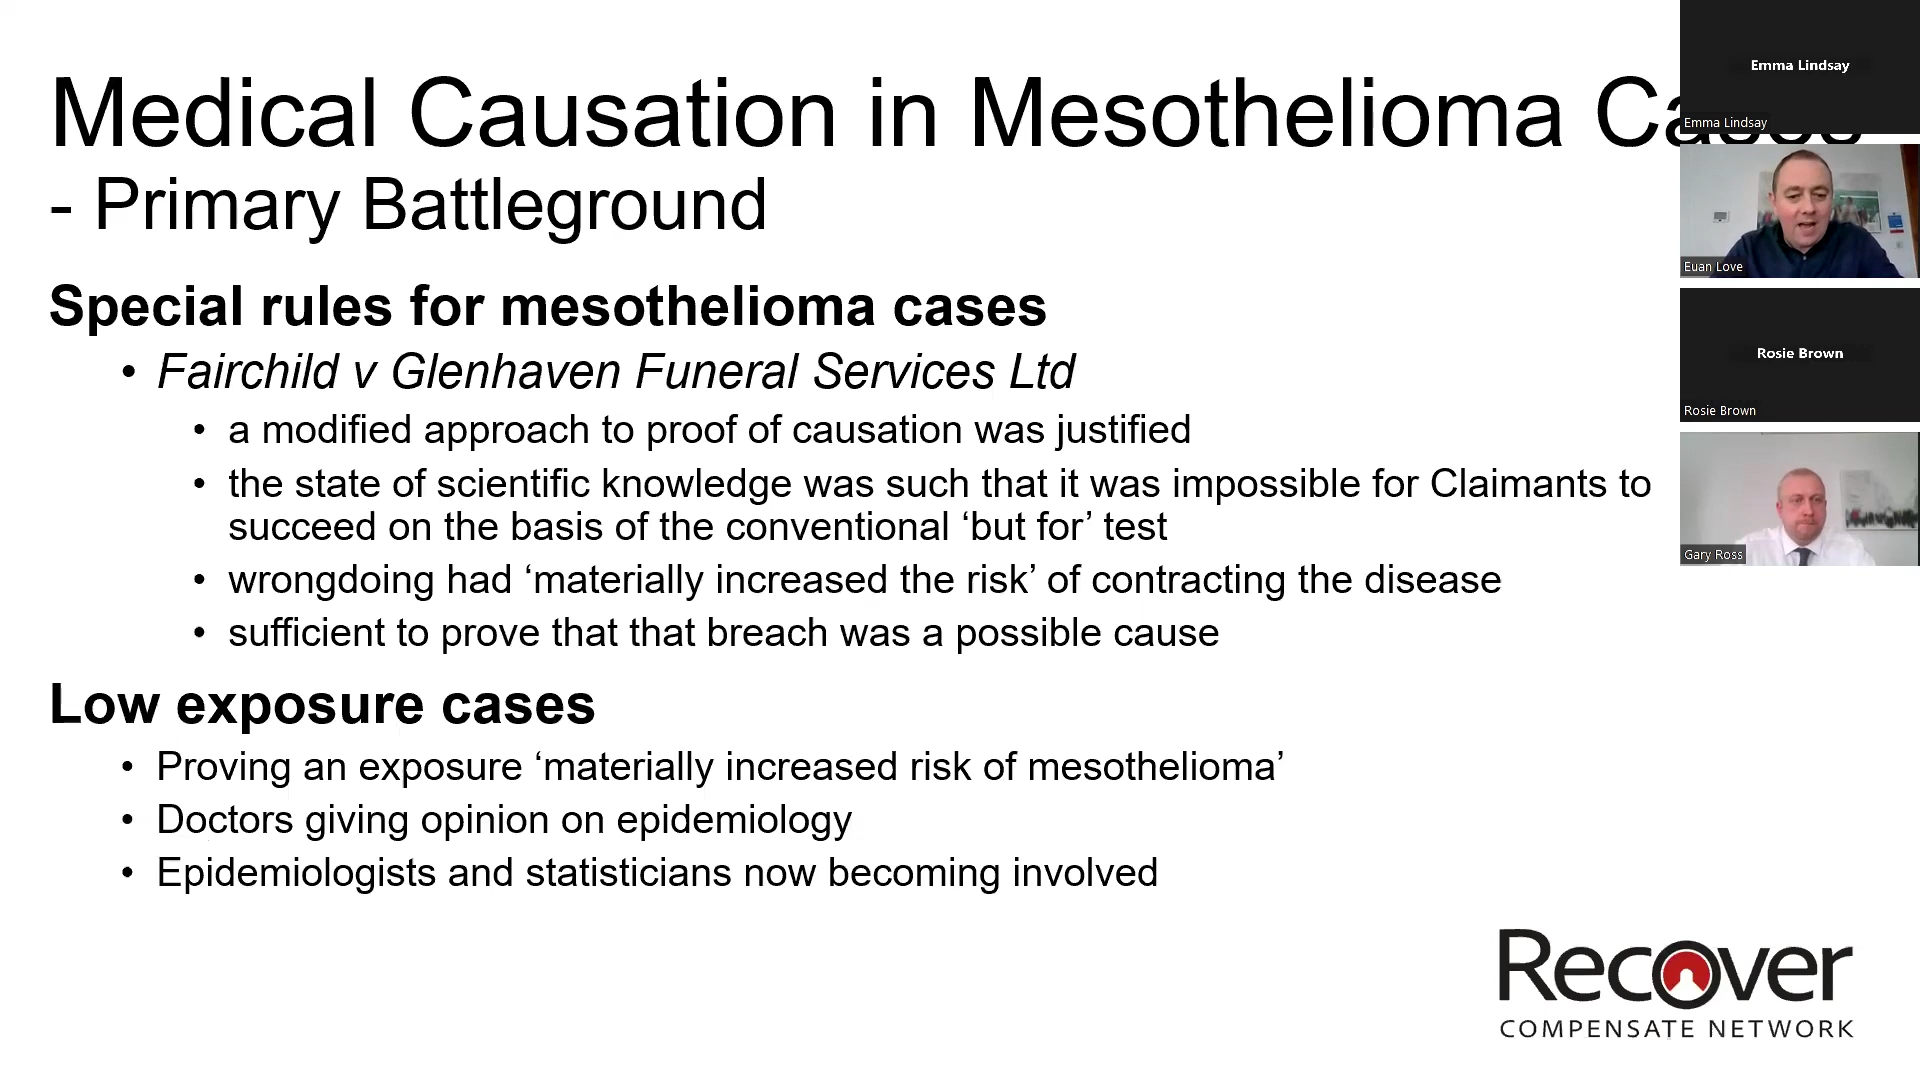 Medical Causation in Mesothelioma Cases
- Primary Battleground
Special rules for mesothelioma cases
• Fairchild v Glenhaven Funeral Services Ltd
• a modified approach to proof of causation was justified
• the state of scientific knowledge was such that it was impossible for Claimants to
succeed on the basis of the conventional ‘but for’ test
• wrongdoing had ‘materially increased the risk’ of contracting the disease
• sufficient to prove that that breach was a possible cause
Low exposure cases
• Proving an exposure ‘materially increased risk of mesothelioma’
• Doctors giving opinion on epidemiology
• Epidemiologists and statisticians now becoming involved
Recover
COMPENSATE NETWORK
Emma Lindsay
Emma Lindsay
Euan Love
Rosie Brown
Rosie Brown
Gary Ross